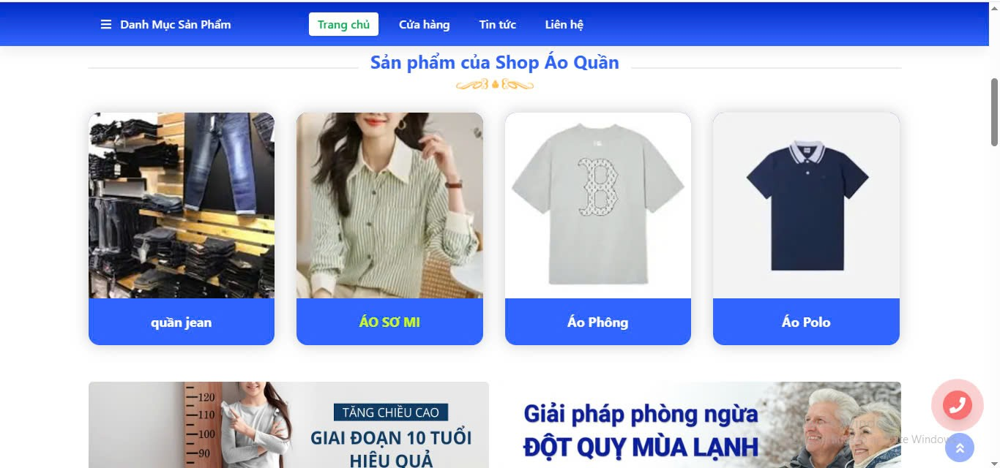 Danh Mục Sản Phẩm
Trang chủ
Cửa hàng
Tin tức
Liên hệ
Sản phẩm của Shop Áo Quần
B
quần jean
ÁO SƠ MI
Áo Phông
Áo Polo
120
110
100
90
TĂNG CHIỀU CAO
GIAI ĐOẠN 10 TUỔI
HIỆU QUẢ
Giải pháp phòng ngừa
ĐỘT QUỴ MÙA LẠNH